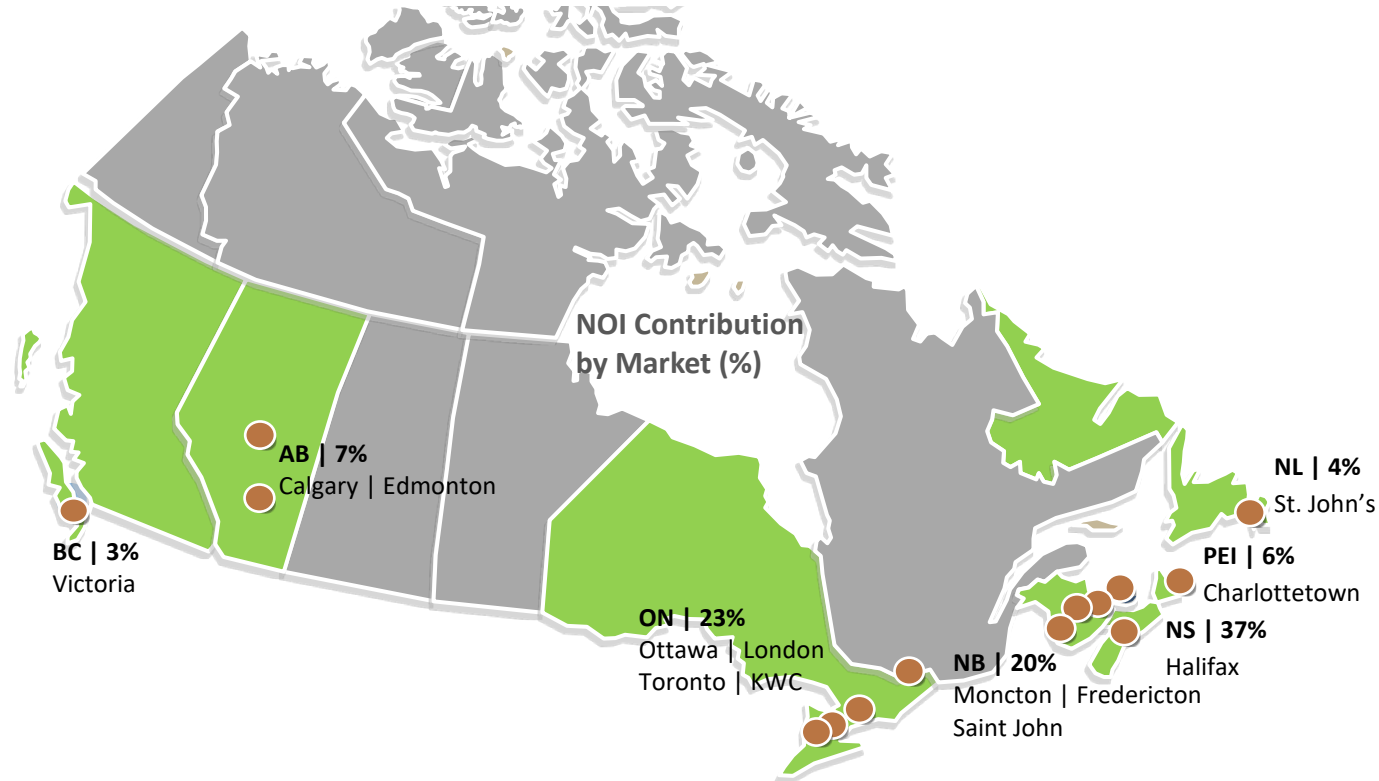 NOI Contribution
by Market (%)
AB | 7%
Calgary | Edmonton
BC | 3%
Victoria
ON | 23%
Ottawa | London
Toronto | KWC
NL | 4%
St. John’s
PEI | 6%
Charlottetown
NS | 37%
Halifax
NB | 20%
Moncton | Fredericton
Saint John